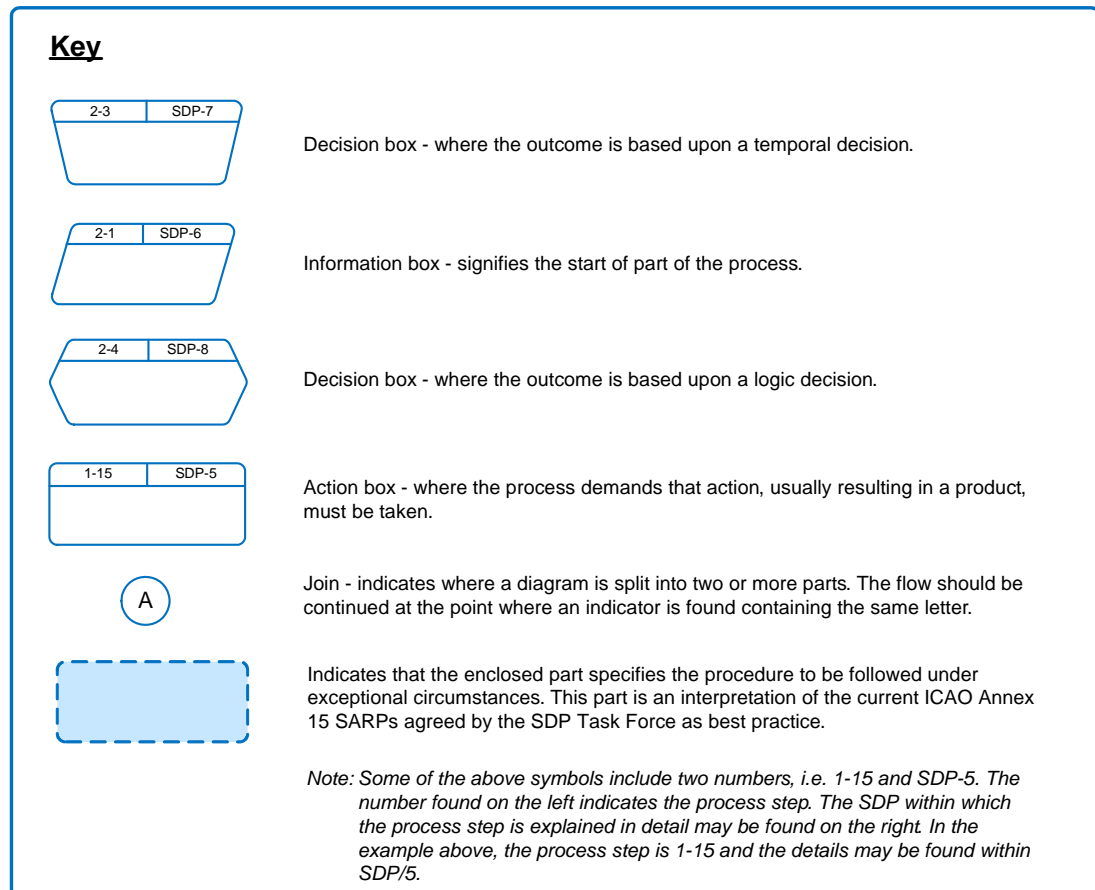 Key
2-3 SDP-7
Decision box - where the outcome is based upon a temporal decision.
2-1 SDP-6
Information box - signifies the start of part of the process.
2-4 SDP-8
Decision box - where the outcome is based upon a logic decision.
1-15 SDP-5
Action box - where the process demands that action, usually resulting in a product,
must be taken.
A
Join - indicates where a diagram is split into two or more parts. The flow should be
continued at the point where an indicator is found containing the same letter.
Indicates that the enclosed part specifies the procedure to be followed under
exceptional circumstances. This part is an interpretation of the current ICAO Annex
15 SARPs agreed by the SDP Task Force as best practice.
Note: Some of the above symbols include two numbers, i.e. 1-15 and SDP-5. The
number found on the left indicates the process step. The SDP within which
the process step is explained in detail may be found on the right. In the
example above, the process step is 1-15 and the details may be found within
SDP/5.